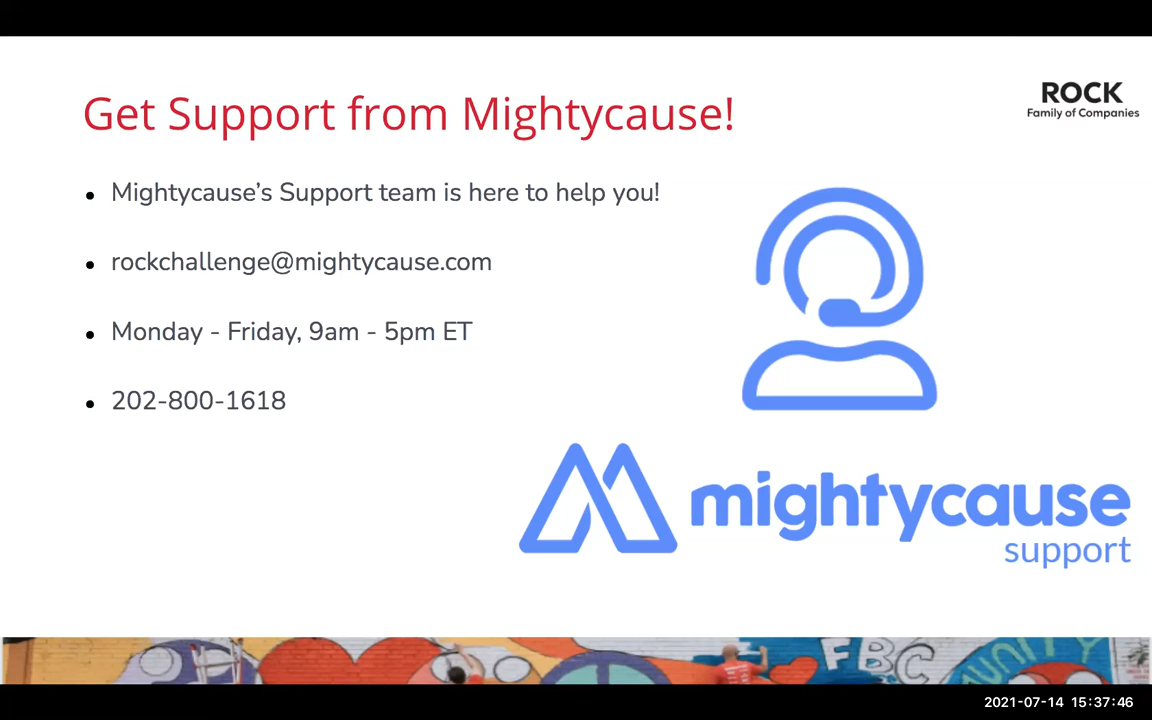 Get Support from Mightycause!
ROCK
Family of Companies
• Mightycause’s Support team is here to help you!
• rockchallenge@mightycause.com
• Monday - Friday, 9am - 5pm ET
• 202-800-1618
mightycause
support
FBC
UNITY
2021-07-14 15:37:46